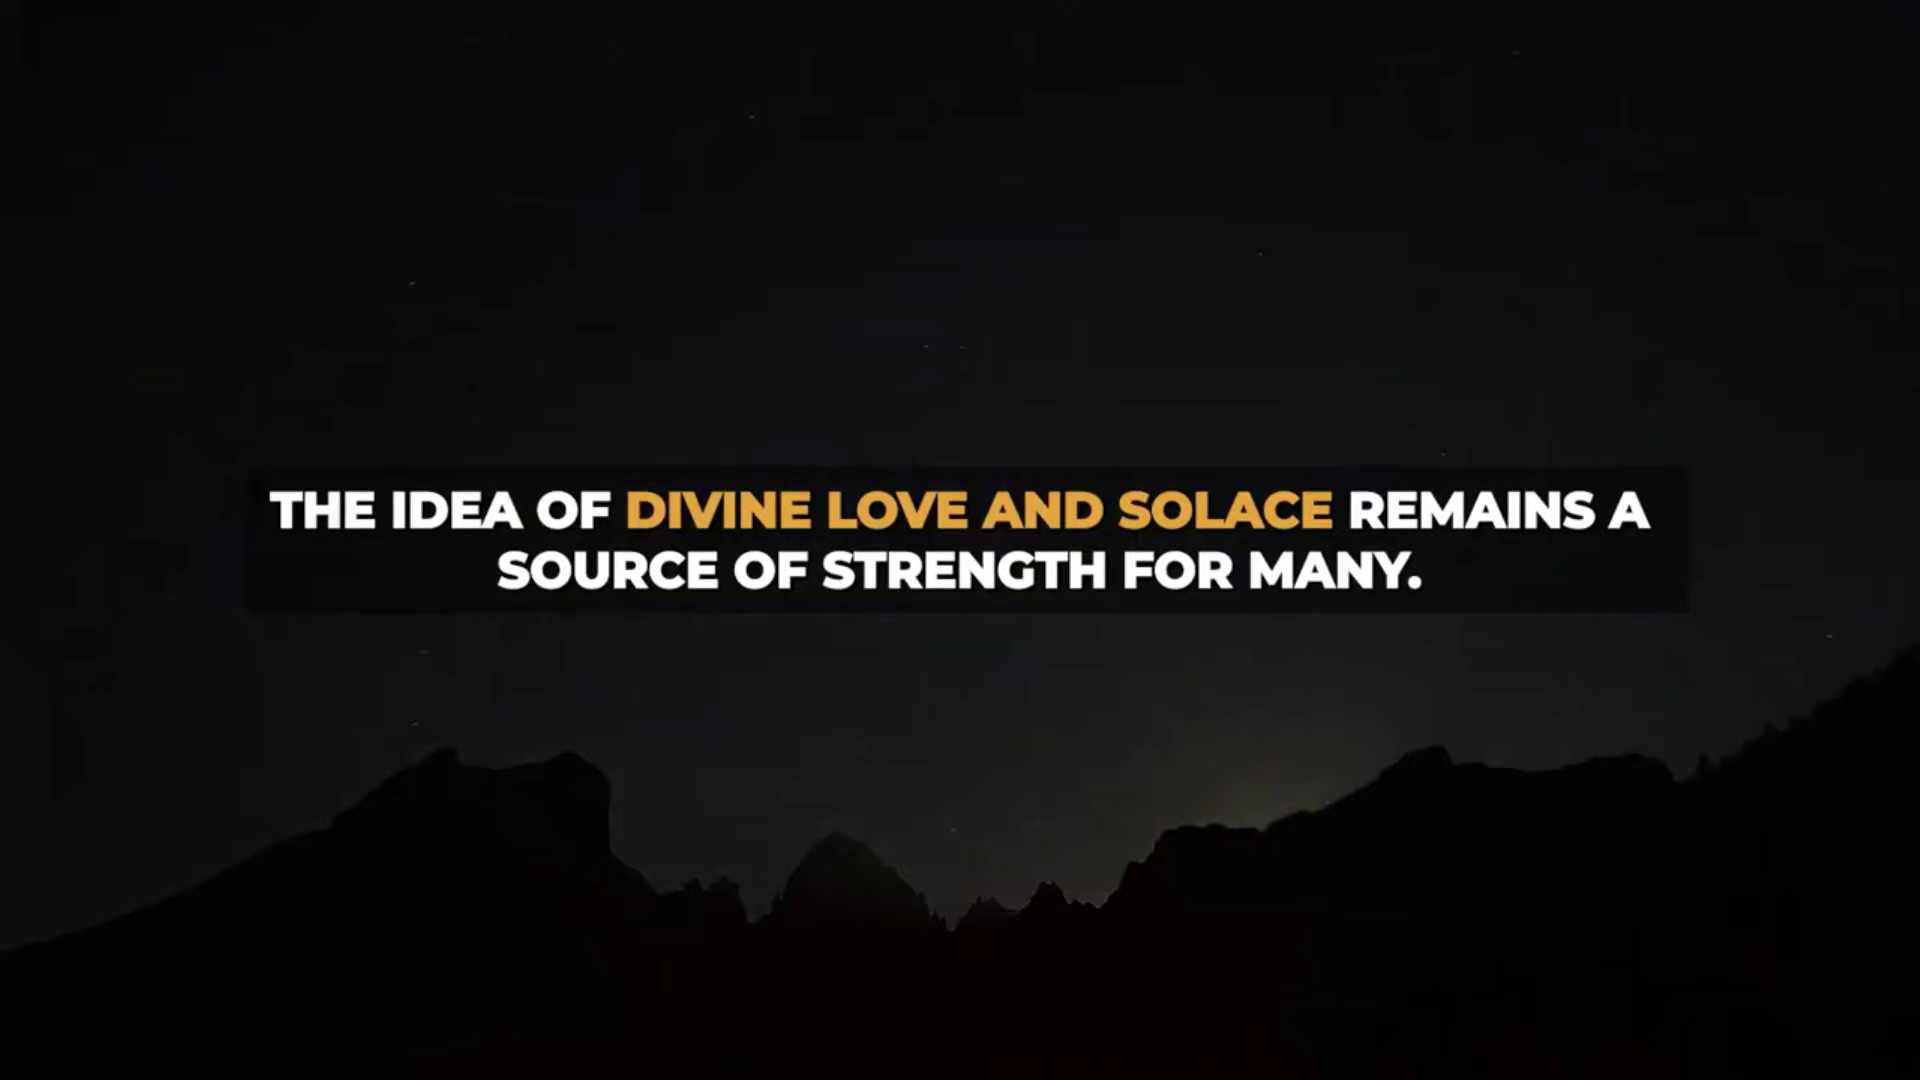 THE IDEA OF DIVINE LOVE AND SOLACE REMAINS A
SOURCE OF STRENGTH FOR MANY.